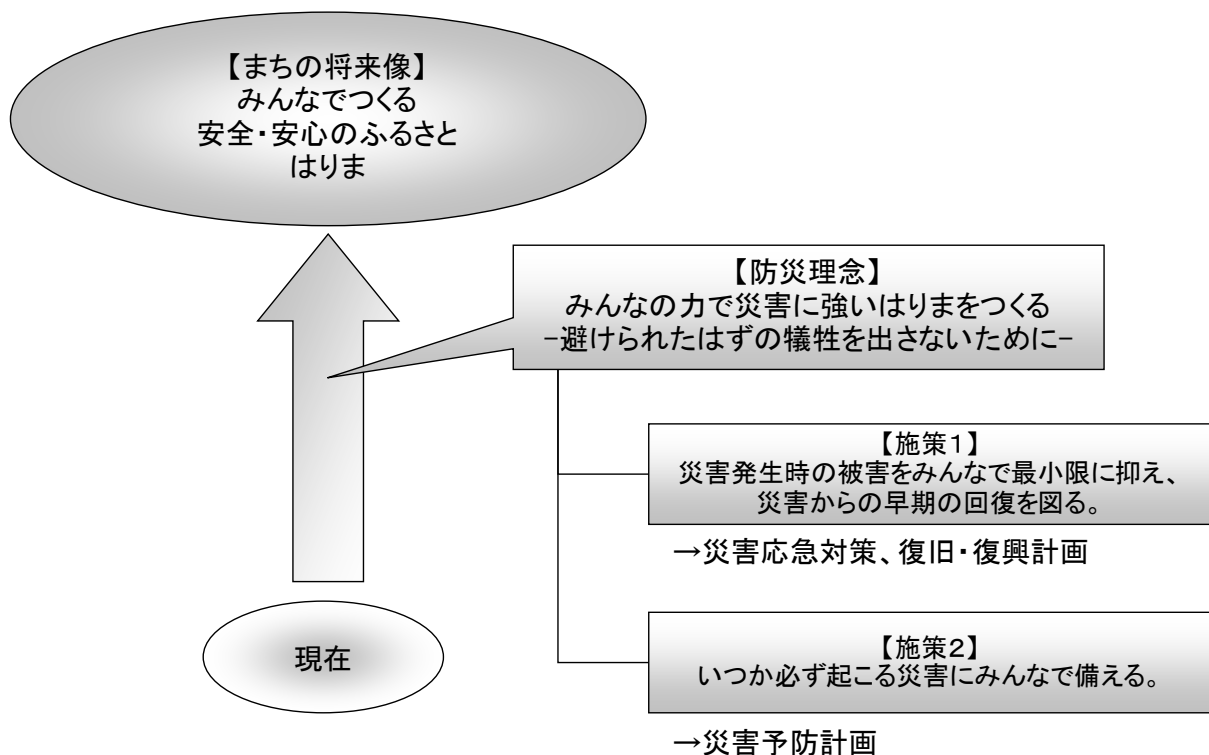 【まちの将来像】
みんなでつくる
安全・安心のふるさと
はりま
【防災理念】
みんなの力で災害に強いはりまをつくる
-避けられたはずの犠牲を出さないために-
【施策1】
災害発生時の被害をみんなで最小限に抑え、
災害からの早期の回復を図る。
→災害応急対策、復旧・復興計画
現在
【施策2】
いつか必ず起こる災害にみんなで備える。
→災害予防計画